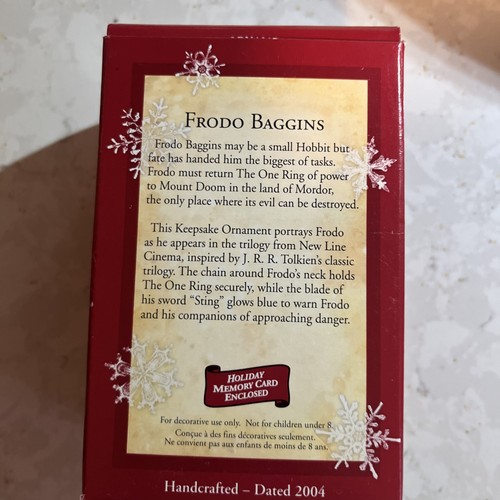 FRODO BAGGINS
Frodo Baggins may be a small Hobbit but
fate has handed him the biggest of tasks.
Frodo must return The One Ring of power
to Mount Doom in the land of Mordor,
the only place where its evil can be destroyed.
This Keepsake Ornament portrays Frodo
as he appears in the trilogy from New Line
Cinema, inspired by J. R. R. Tolkien's classic
trilogy. The chain around Frodo's neck holds
The One Ring securely, while the blade of
his sword “Sting” glows blue to warn Frodo
and his companions of approaching danger.
HOLIDAY
MEMORY CARD
ENCLOSED
For decorative use only. Not for children under 8.
Conçue à des fins décoratives seulement.
Ne convient pas aux enfants de moins de 8 ans.
Handcrafted – Dated 2004